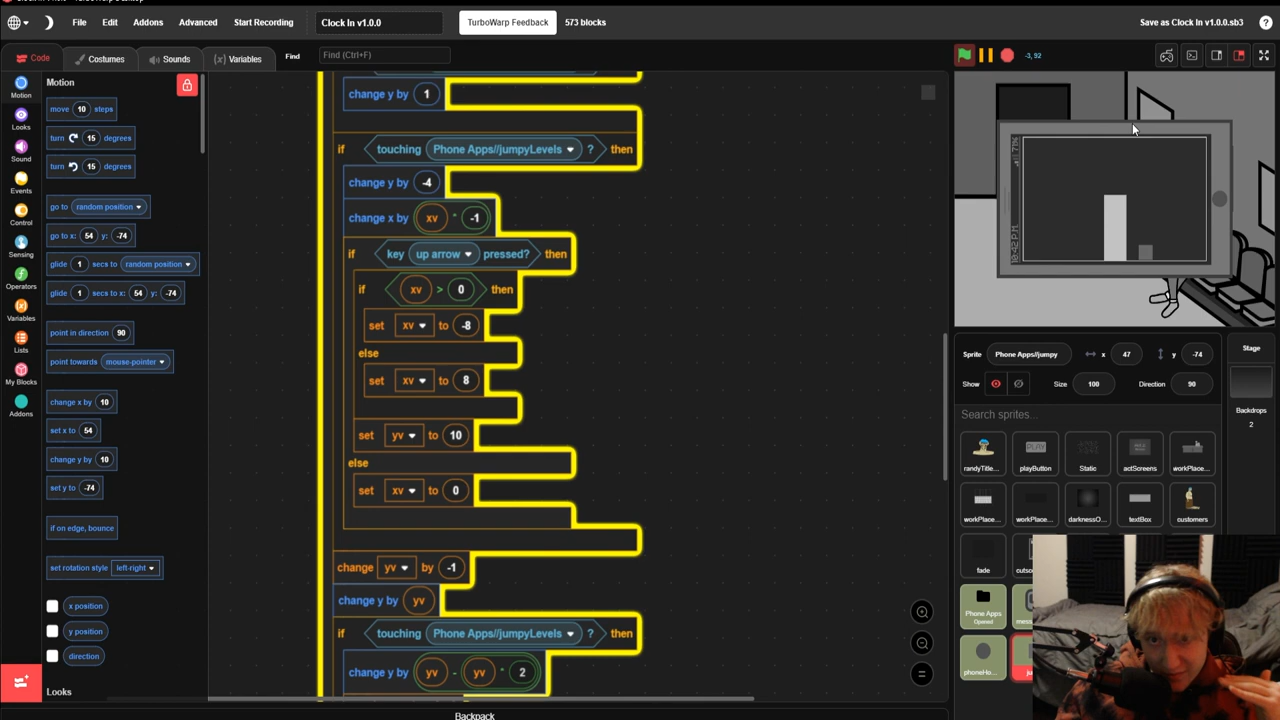 File Edit Addons Advanced Start Recording Clock In v1.0.0 TurboWarp Feedback 573 blocks Save as Clock In v1.0.0.sb3
Code Costumes Sounds Variables Find Find (Ctrl+F) -3, 92
Motion
Looks
Sound
Events
Control
Sensing
Operators
Variables
Lists
My Blocks
Addons
Motion
move 10 steps
turn 15 degrees
turn 15 degrees
go to random position
go to x: 54 y: -74
glide 1 secs to random position
glide 1 secs to x: 54 y: -74
point in direction 90
point towards mouse-pointer
change x by 10
set x to 54
change y by 10
set y to -74
if on edge, bounce
set rotation style left-right
x position
y position
direction
Looks
change y by 1
if touching Phone Apps//jumpyLevels ? then
change y by -4
change x by xv * -1
if key up arrow pressed? then
if xv > 0 then
set xv to -8
else
set xv to 8
set yv to 10
else
set xv to 0
change yv by -1
change y by yv
if touching Phone Apps//jumpyLevels ? then
change y by yv - yv * 2
Backpack
10:42 P.M.
Sprite Phone Apps//jumpy x 47 y -74
Show Size 100 Direction 90
Search sprites...
randyTitle... playButton Static actScreens workPlace...
workPlace... workPlace... darknessO... textBox customers
fade cuts
Phone Apps
Opened
mess
phoneHo... ju
Stage
Backdrops
2